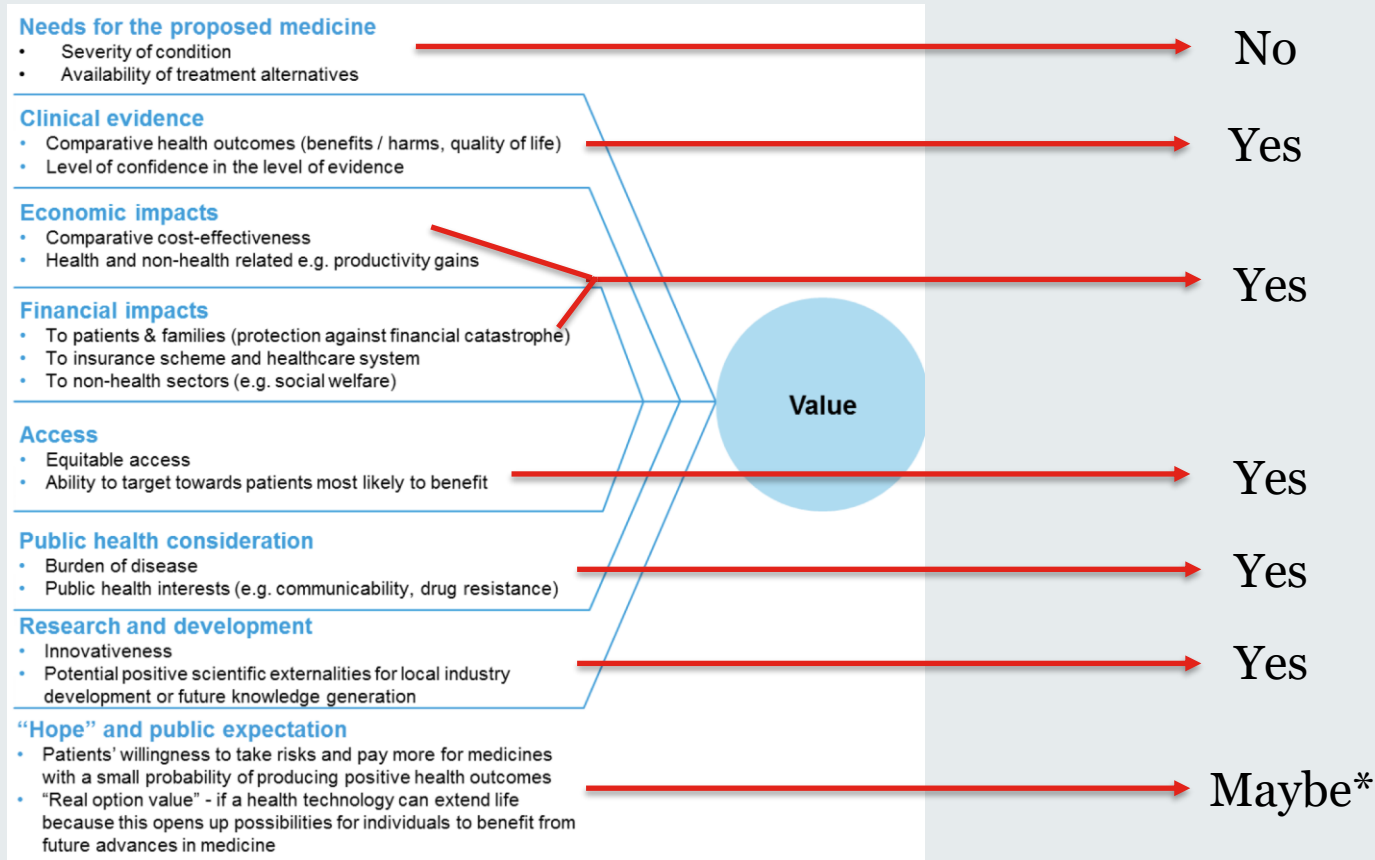 Needs for the proposed medicine
• Severity of condition
• Availability of treatment alternatives
No
Clinical evidence
• Comparative health outcomes (benefits / harms, quality of life)
• Level of confidence in the level of evidence
Yes
Economic impacts
• Comparative cost-effectiveness
• Health and non-health related e.g. productivity gains
Yes
Financial impacts
• To patients & families (protection against financial catastrophe)
• To insurance scheme and healthcare system
• To non-health sectors (e.g. social welfare)
Value
Access
• Equitable access
• Ability to target towards patients most likely to benefit
Yes
Public health consideration
• Burden of disease
• Public health interests (e.g. communicability, drug resistance)
Yes
Research and development
• Innovativeness
• Potential positive scientific externalities for local industry
development or future knowledge generation
Yes
“Hope” and public expectation
• Patients’ willingness to take risks and pay more for medicines
with a small probability of producing positive health outcomes
• “Real option value” - if a health technology can extend life
because this opens up possibilities for individuals to benefit from
future advances in medicine
Maybe*